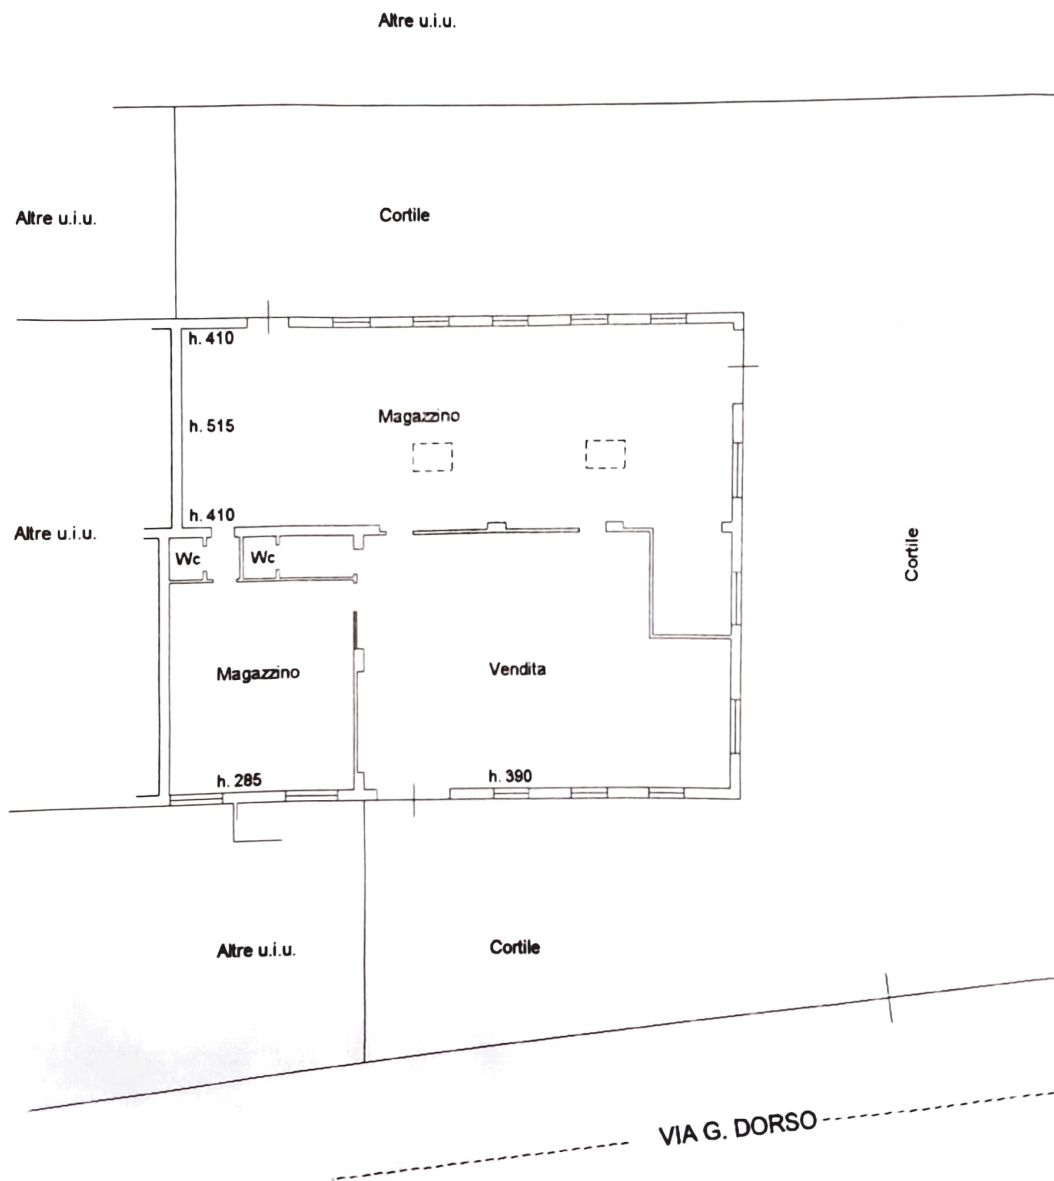 Altre u.i.u.
Altre u.i.u.
Cortile
h. 410
Magazzino
h. 515
h. 410
Altre u.i.u.
Wc
Wc
Cortile
Magazzino
Vendita
h. 285
h. 390
Altre u.i.u.
Cortile
VIA G. DORSO